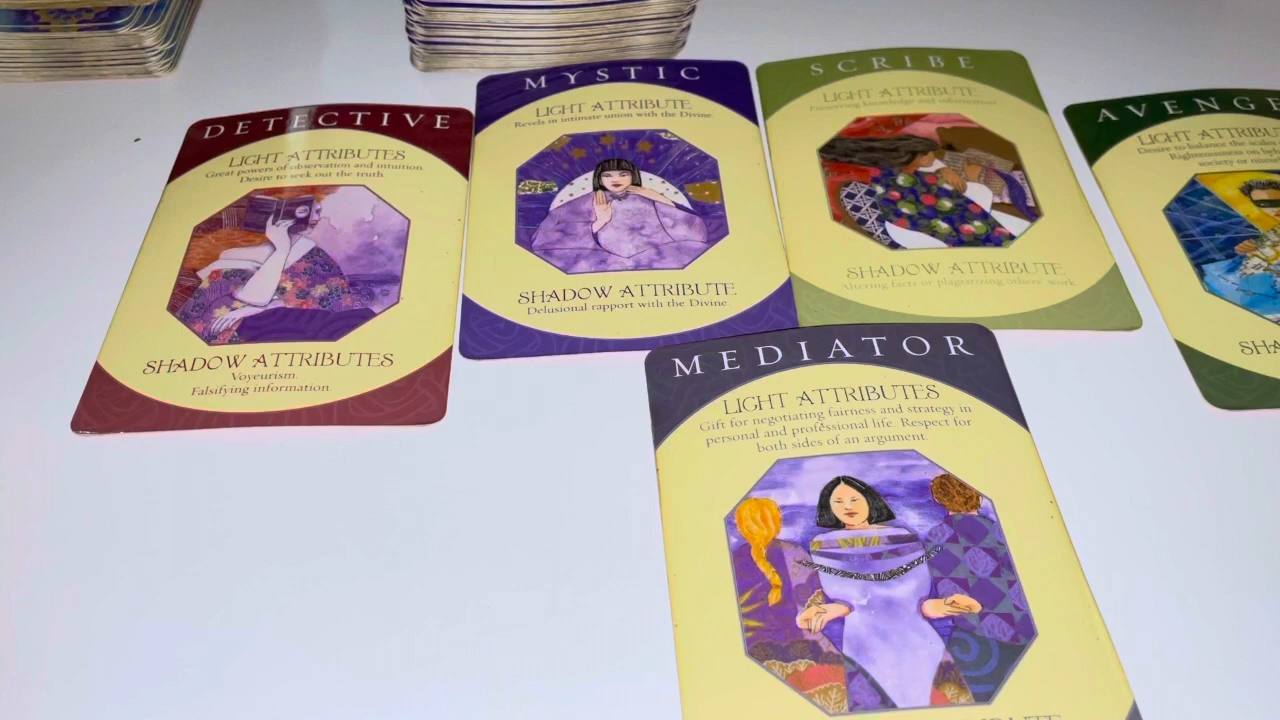 DETECTIVE
LIGHT ATTRIBUTES
Great powers of observation and intuition.
Desire to seek out the truth.
SHADOW ATTRIBUTES
Voyeurism.
Falsifying information.
MYSTIC
LIGHT ATTRIBUTE
Revels in intimate union with the Divine.
SHADOW ATTRIBUTE
Delusional rapport with the Divine.
SCRIBE
LIGHT ATTRIBUTE
Preserving knowledge and information.
SHADOW ATTRIBUTE
Altering facts or plagiarizing others' work.
AVENGE
LIGHT ATTRIBU
Desire to balance the scales
Righteousness on
society or
SHA
MEDIATOR
LIGHT ATTRIBUTES
Gift for negotiating fairness and strategy in
personal and professional life. Respect for
both sides of an argument.